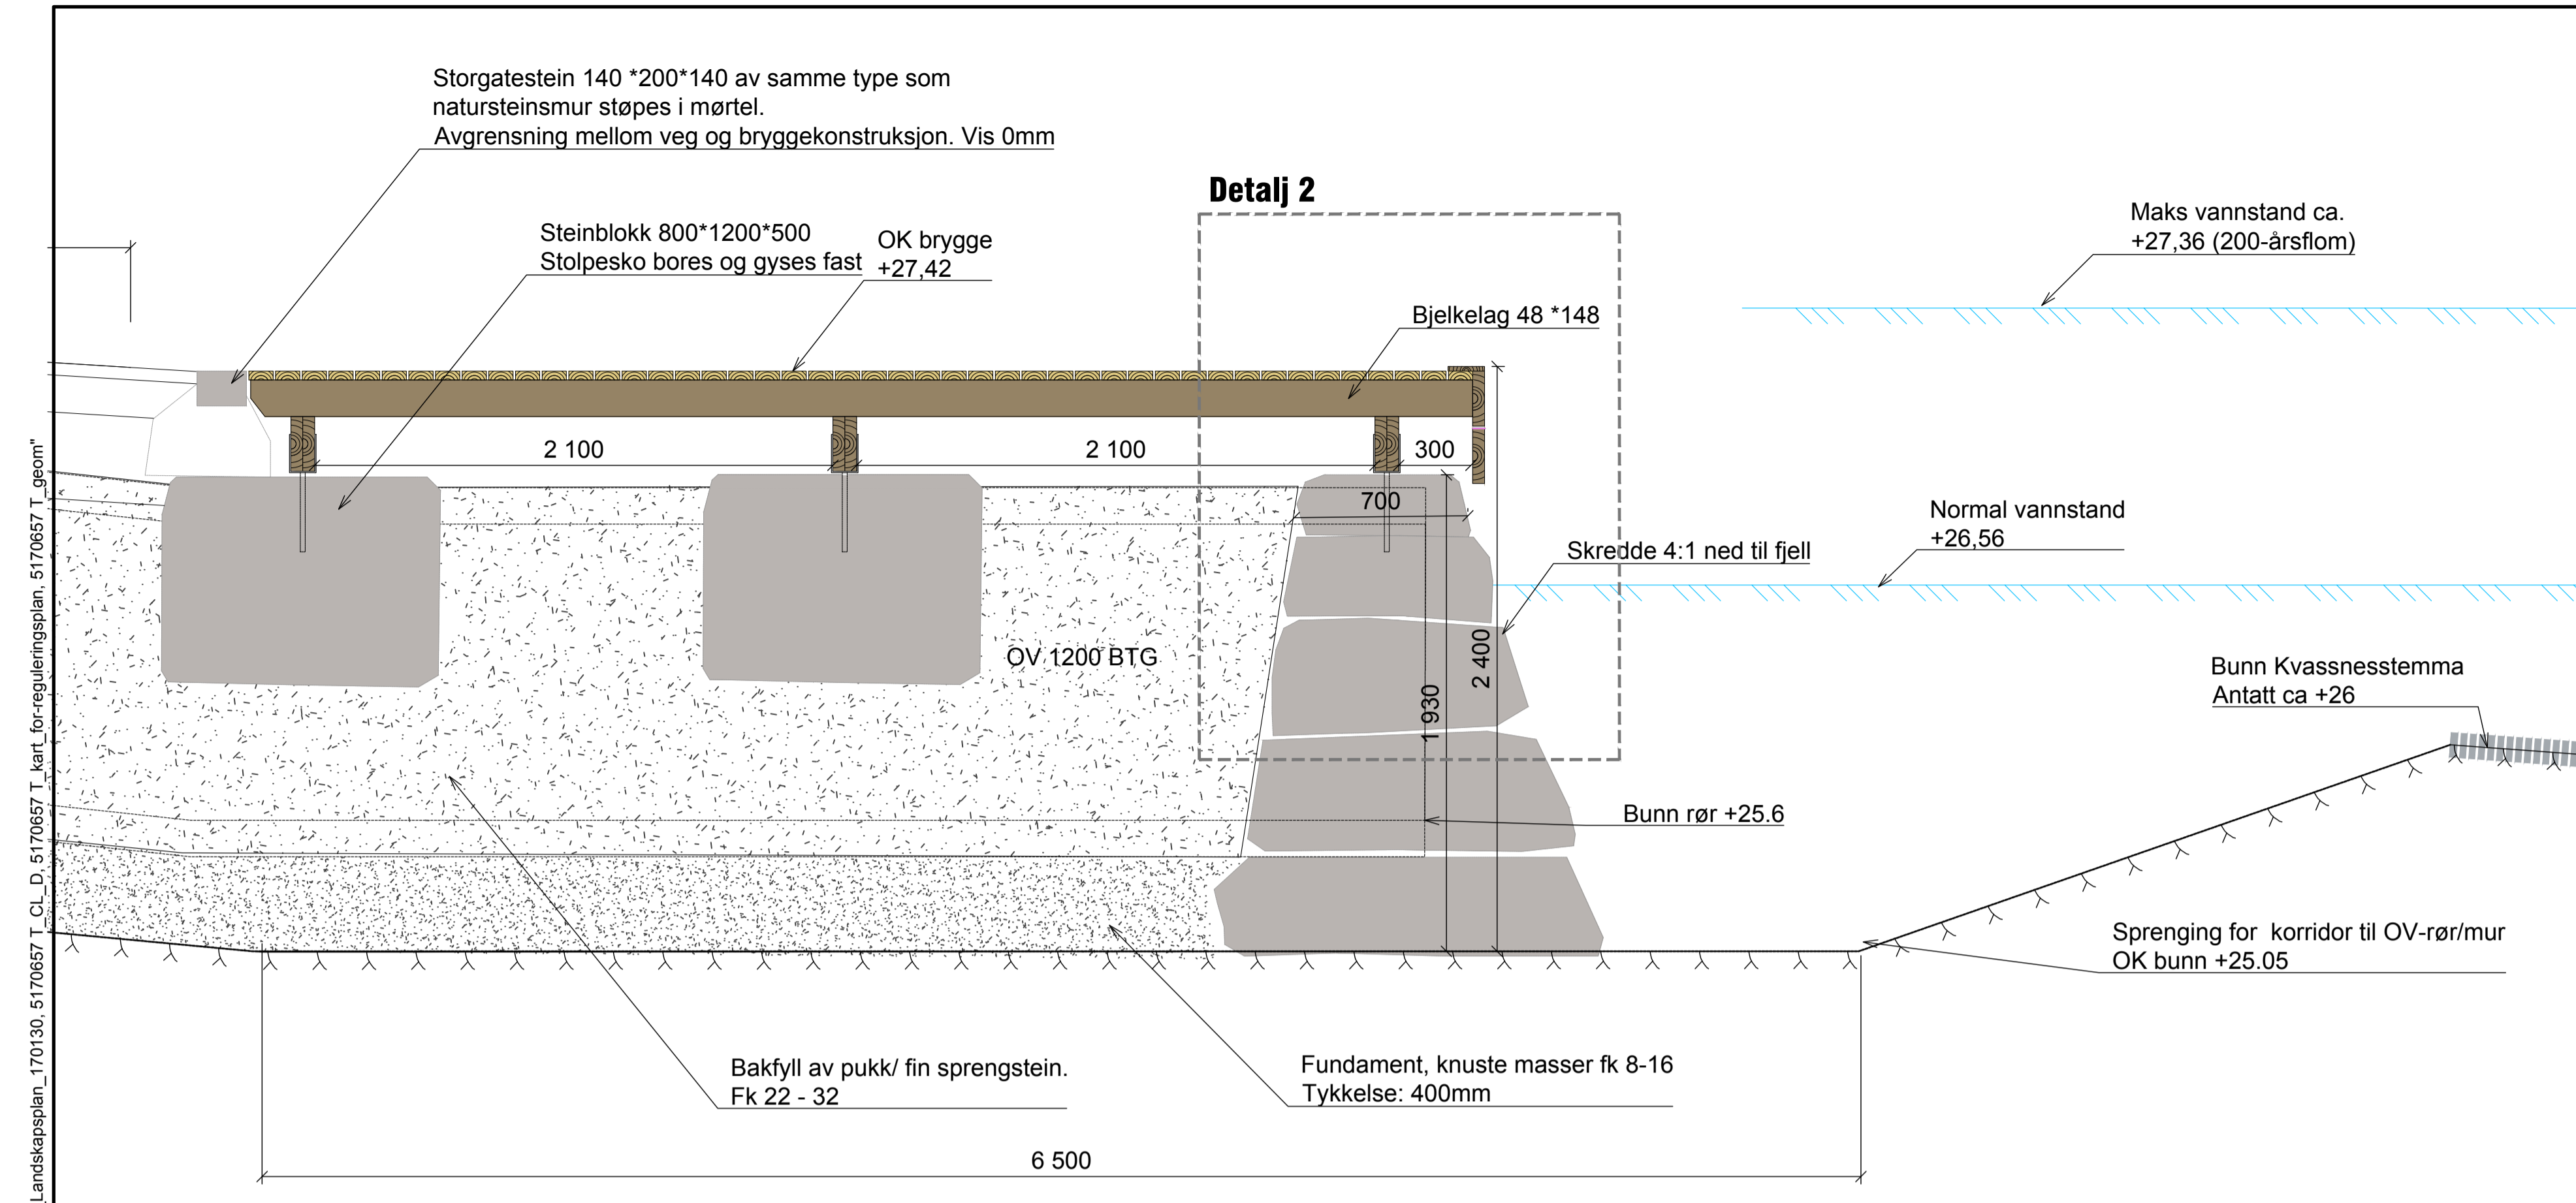 Storgatestein 140 *200*140 av samme type som
natursteinsmur støpes i mørtel.
Avgrensning mellom veg og bryggekonstruksjon. Vis 0mm
Detalj 2
Steinblokk 800*1200*500
Stolpesko bores og gyses fast
OK brygge
+27,42
Maks vannstand ca.
+27,36 (200-årsflom)
Bjelkelag 48 *148
2 100
2 100
300
700
Normal vannstand
+26,56
Skredde 4:1 ned til fjell
OV 1200 BTG
2 400
1 930
Bunn Kvassnesstemma
Antatt ca +26
Bunn rør +25.6
Sprenging for  korridor til OV-rør/mur
OK bunn +25.05
Bakfyll av pukk/ fin sprengstein.
Fk 22 - 32
Fundament, knuste masser fk 8-16
Tykkelse: 400mm
6 500
_Landskapsplan_170130, 5170657 T_CL_D, 5170657 T_kart_for-reguleringsplan, 5170657 T_geom"